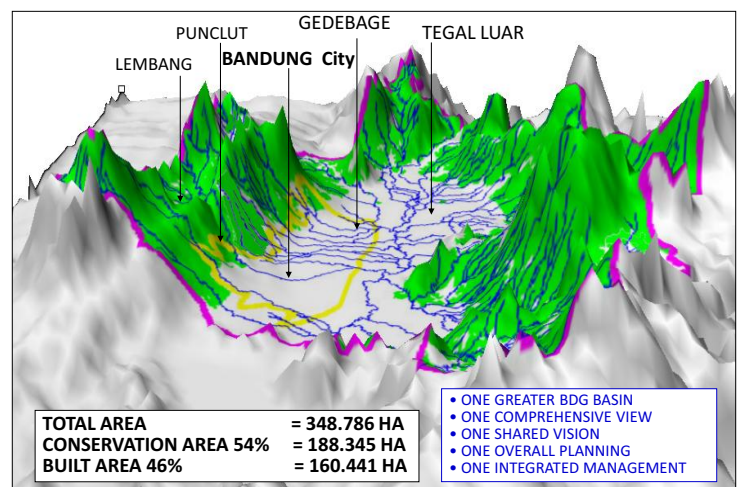 GEDEBAGE
PUNCLUT
TEGAL LUAR
LEMBANG
BANDUNG City
TOTAL AREA = 348.786 HA
CONSERVATION AREA 54% = 188.345 HA
BUILT AREA 46% = 160.441 HA
• ONE GREATER BDG BASIN
• ONE COMPREHENSIVE VIEW
• ONE SHARED VISION
• ONE OVERALL PLANNING
• ONE INTEGRATED MANAGEMENT